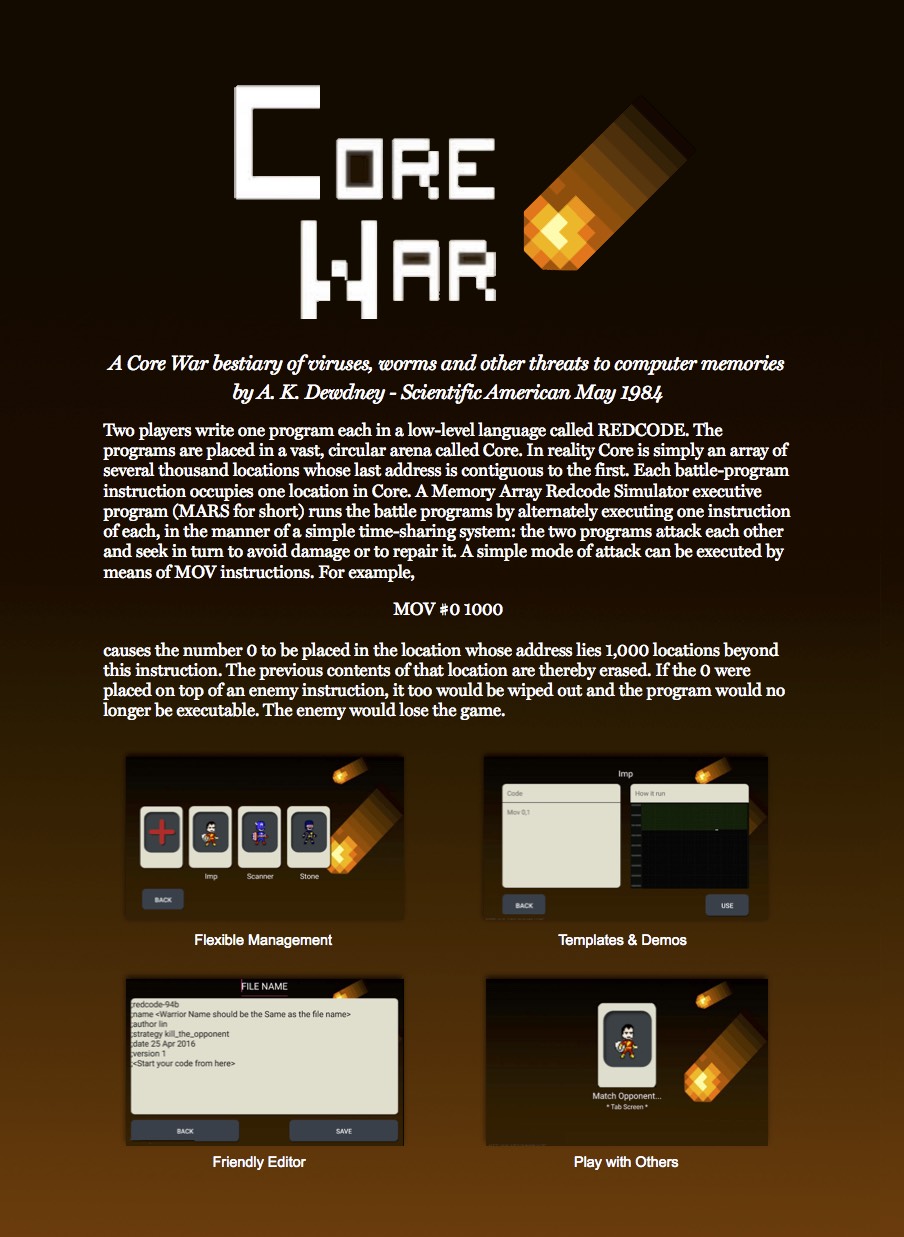 CORE
WAR
A Core War bestiary of viruses, worms and other threats to computer memories
by A. K. Dewdney - Scientific American May 1984
Two players write one program each in a low-level language called REDCODE. The
programs are placed in a vast, circular arena called Core. In reality Core is simply an array of
several thousand locations whose last address is contiguous to the first. Each battle-program
instruction occupies one location in Core. A Memory Array Redcode Simulator executive
program (MARS for short) runs the battle programs by alternately executing one instruction
of each, in the manner of a simple time-sharing system: the two programs attack each other
and seek in turn to avoid damage or to repair it. A simple mode of attack can be executed by
means of MOV instructions. For example,
MOV #0 1000
causes the number 0 to be placed in the location whose address lies 1,000 locations beyond
this instruction. The previous contents of that location are thereby erased. If the 0 were
placed on top of an enemy instruction, it too would be wiped out and the program would no
longer be executable. The enemy would lose the game.
Imp
Scanner
Stone
BACK
Flexible Management
Imp
Code
How it run
Mov 0,1
BACK
USE
Templates & Demos
FILE NAME
;redcode-94b
;name <Warrior Name should be the Same as the file name>
;author lin
;strategy kill_the_opponent
;date 25 Apr 2016
;version 1
;<Start your code from here>
BACK
SAVE
Friendly Editor
Match Opponent...
* Tab Screen *
Play with Others